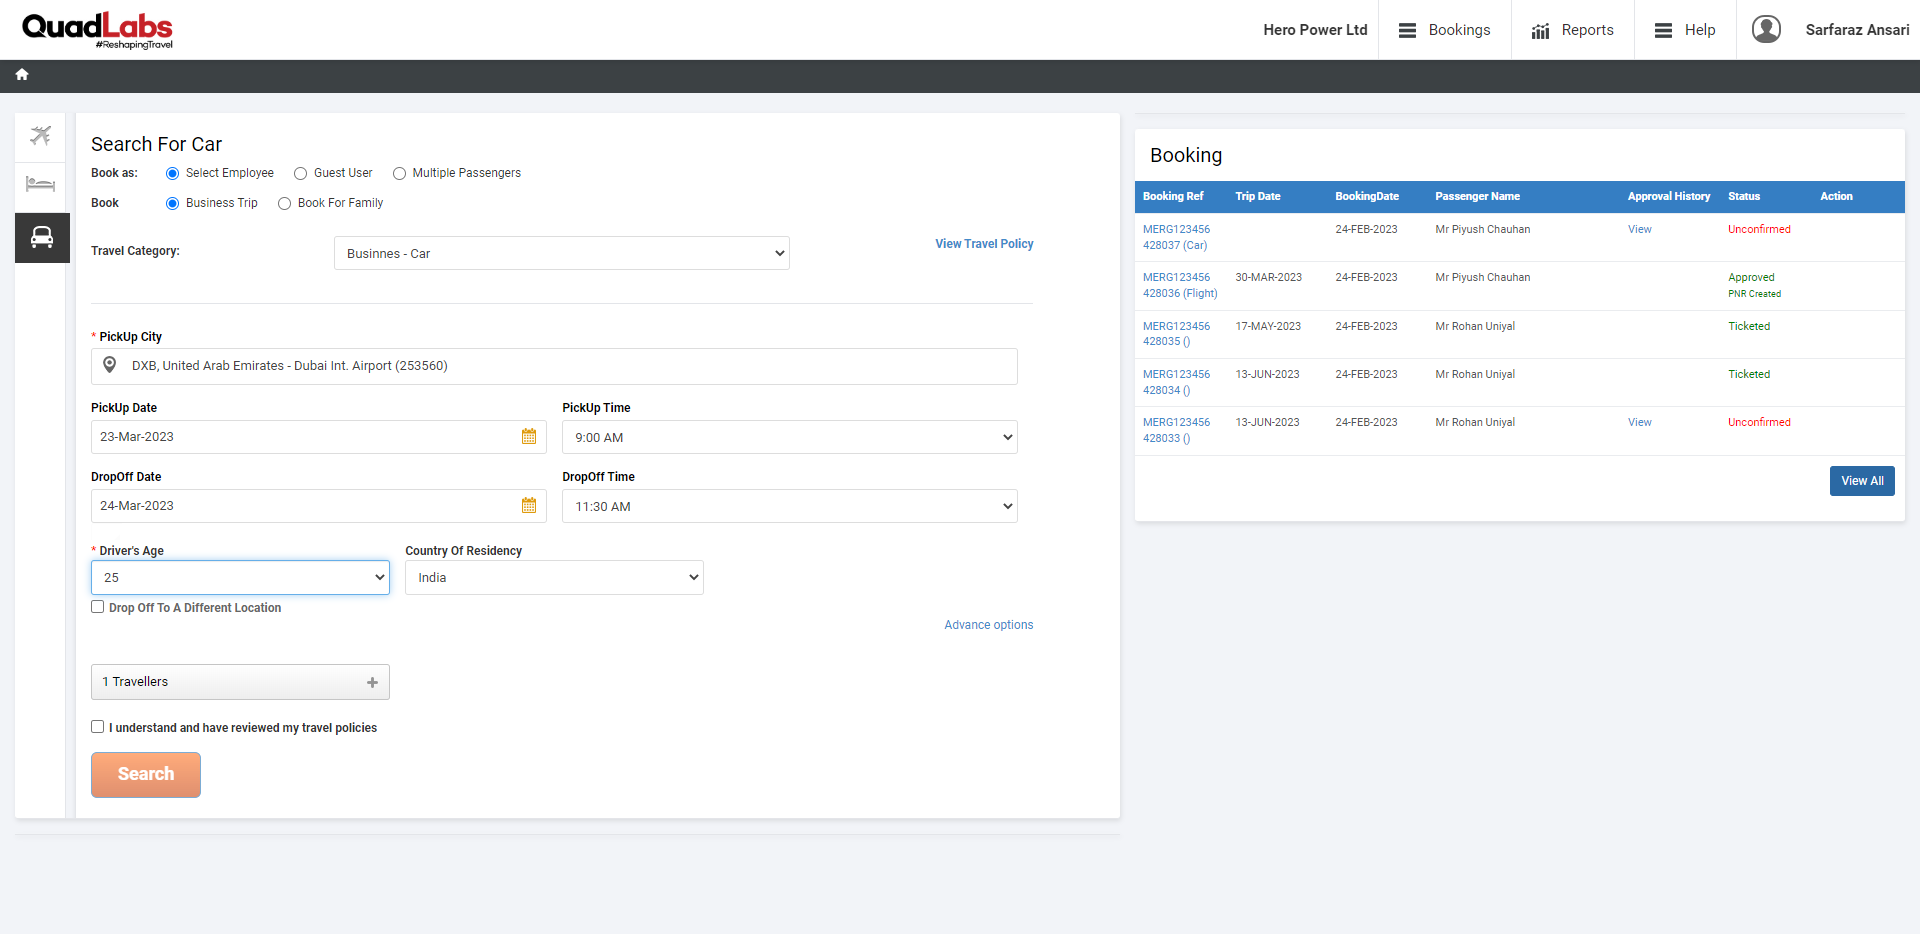 QuadLabs
#ReshapingTravel
Hero Power Ltd
Bookings
Reports
Help
Sarfaraz Ansari
Search For Car
Book as: Select Employee Guest User Multiple Passengers
Book Business Trip Book For Family
Travel Category: Businnes - Car View Travel Policy
* PickUp City
DXB, United Arab Emirates - Dubai Int. Airport (253560)
PickUp Date PickUp Time
23-Mar-2023 9:00 AM
DropOff Date DropOff Time
24-Mar-2023 11:30 AM
* Driver's Age Country Of Residency
25 India
Drop Off To A Different Location
Advance options
1 Travellers +
I understand and have reviewed my travel policies
Search
Booking
Booking Ref Trip Date BookingDate Passenger Name Approval History Status Action
MERG123456 24-FEB-2023 Mr Piyush Chauhan View Unconfirmed
428037 (Car)
MERG123456 30-MAR-2023 24-FEB-2023 Mr Piyush Chauhan Approved
428036 (Flight) PNR Created
MERG123456 17-MAY-2023 24-FEB-2023 Mr Rohan Uniyal Ticketed
428035 ()
MERG123456 13-JUN-2023 24-FEB-2023 Mr Rohan Uniyal Ticketed
428034 ()
MERG123456 13-JUN-2023 24-FEB-2023 Mr Rohan Uniyal View Unconfirmed
428033 ()
View All